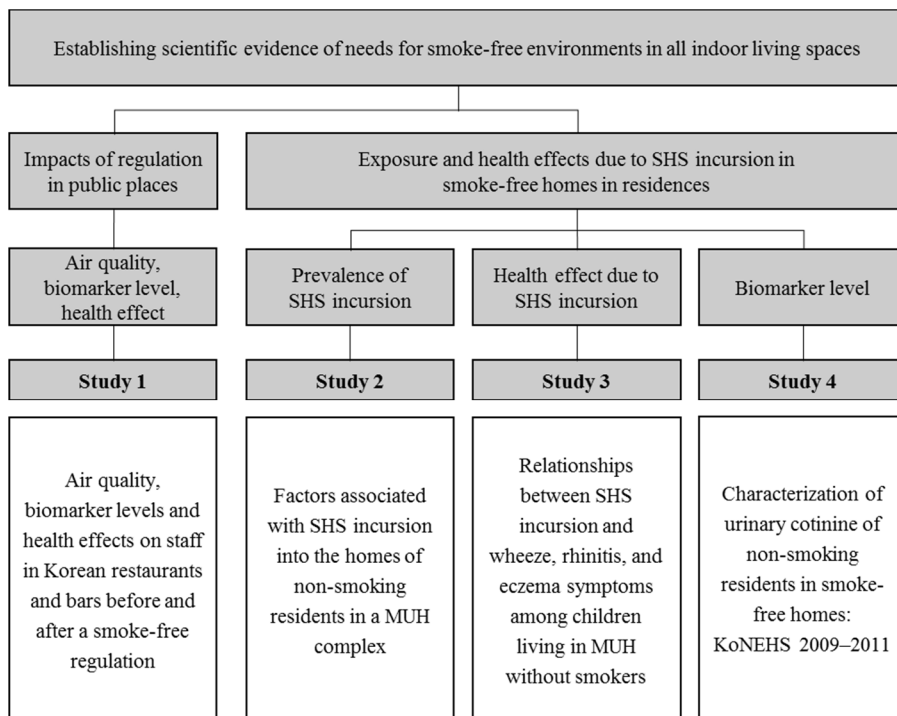 Establishing scientific evidence of needs for smoke-free environments in all indoor living spaces
Impacts of regulation
in public places
Exposure and health effects due to SHS incursion in
smoke-free homes in residences
Air quality,
biomarker level,
health effect
Prevalence of
SHS incursion
Health effect due to
SHS incursion
Biomarker level
Study 1
Study 2
Study 3
Study 4
Air quality,
biomarker levels and
health effects on staff
in Korean restaurants
and bars before and
after a smoke-free
regulation
Factors associated
with SHS incursion
into the homes of
non-smoking
residents in a MUH
complex
Relationships
between SHS
incursion and
wheeze, rhinitis, and
eczema symptoms
among children
living in MUH
without smokers
Characterization of
urinary cotinine of
non-smoking
residents in smoke-
free homes:
KoNEHS 2009–2011